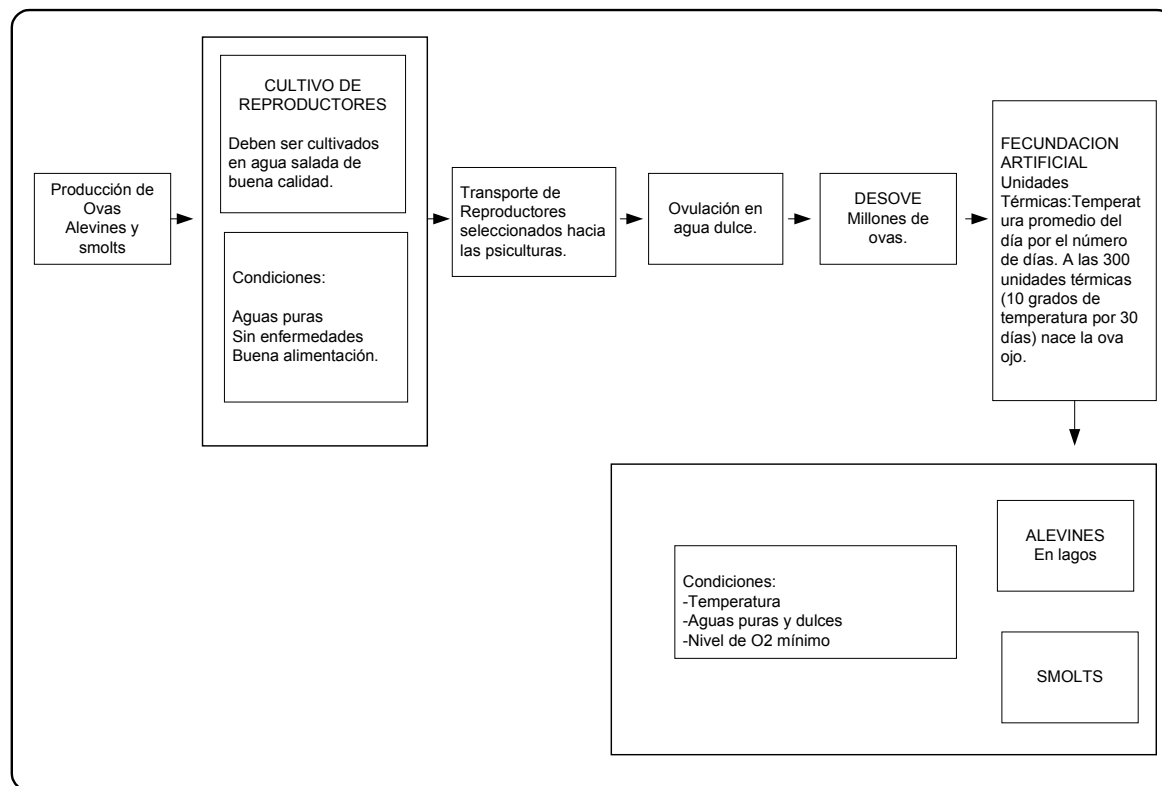 Producción de
Ovas
Alevines y
smolts
CULTIVO DE
REPRODUCTORES
Deben ser cultivados
en agua salada de
buena calidad.
Condiciones:
Aguas puras
Sin enfermedades
Buena alimentación.
Transporte de
Reproductores
seleccionados hacia
las psiculturas.
Ovulación en
agua dulce.
DESOVE
Millones de
ovas.
FECUNDACION
ARTIFICIAL
Unidades
Térmicas:Temperat
ura promedio del
día por el número
de días. A las 300
unidades térmicas
(10 grados de
temperatura por 30
días) nace la ova
ojo.
Condiciones:
-Temperatura
-Aguas puras y dulces
-Nivel de O2 mínimo
ALEVINES
En lagos
SMOLTS